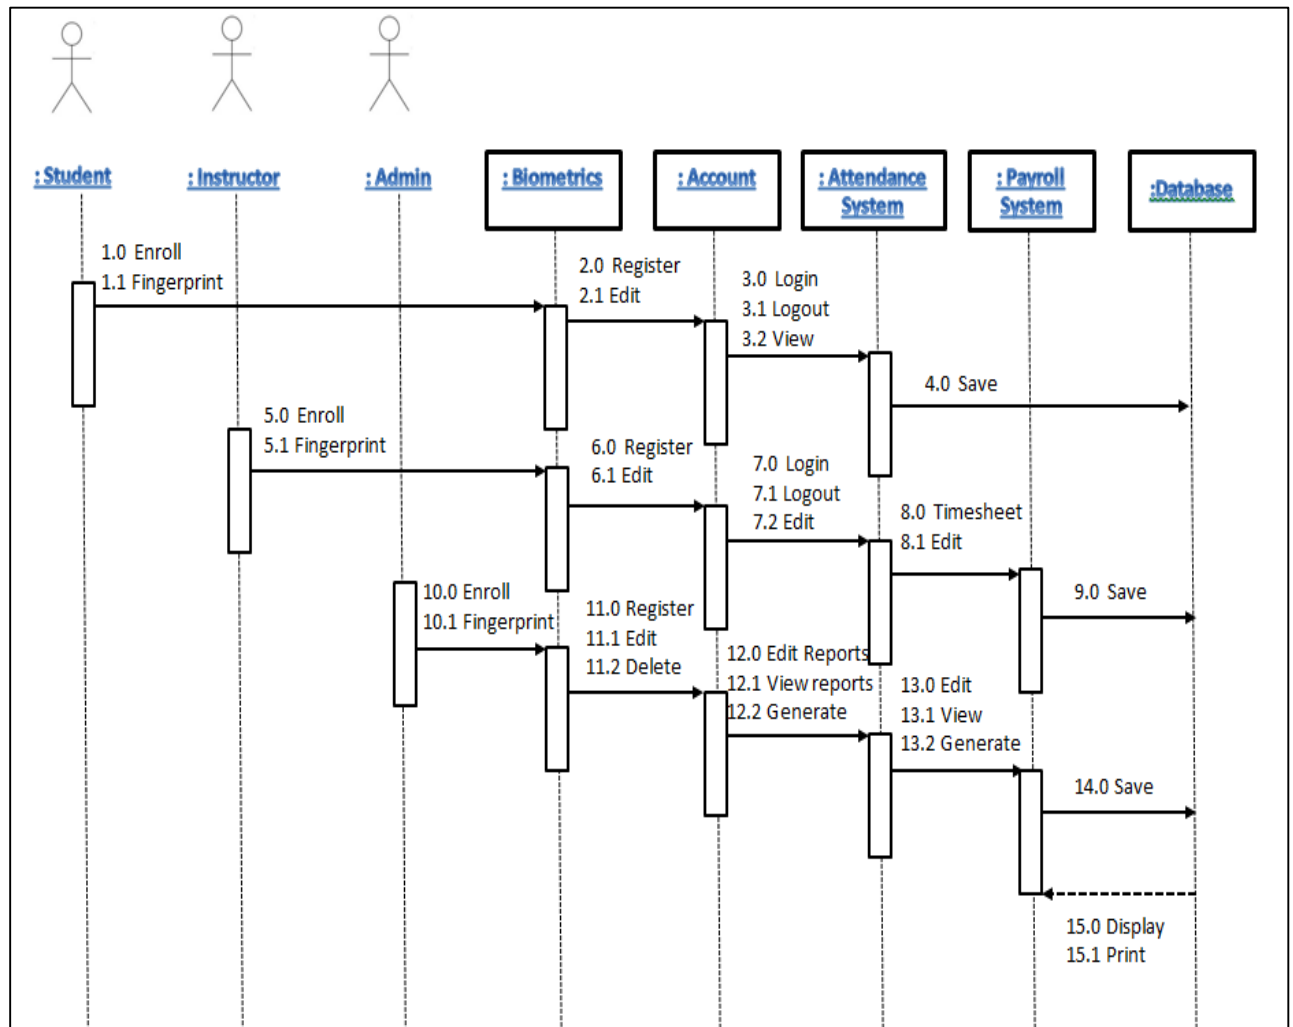 : Student
: Instructor
: Admin
: Biometrics
: Account
: Attendance
System
: Payroll
System
:Database
1.0 Enroll
1.1 Fingerprint
2.0 Register
2.1 Edit
3.0 Login
3.1 Logout
3.2 View
4.0 Save
5.0 Enroll
5.1 Fingerprint
6.0 Register
6.1 Edit
7.0 Login
7.1 Logout
7.2 Edit
8.0 Timesheet
8.1 Edit
9.0 Save
10.0 Enroll
10.1 Fingerprint
11.0 Register
11.1 Edit
11.2 Delete
12.0 Edit Reports
12.1 View reports
12.2 Generate
13.0 Edit
13.1 View
13.2 Generate
14.0 Save
15.0 Display
15.1 Print